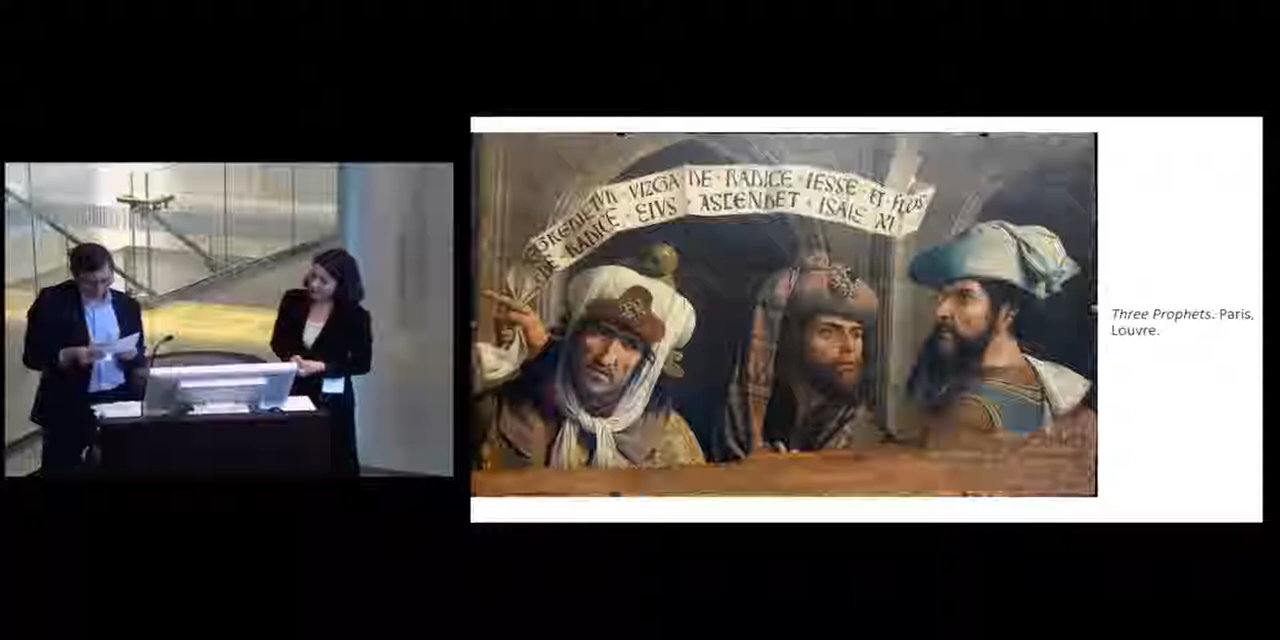 EGREDIETVR VIRGA DE RADICE IESSE ET FLOS
DE RADICE EIVS ASCENDET ISAIE XI
Three Prophets. Paris,
Louvre.